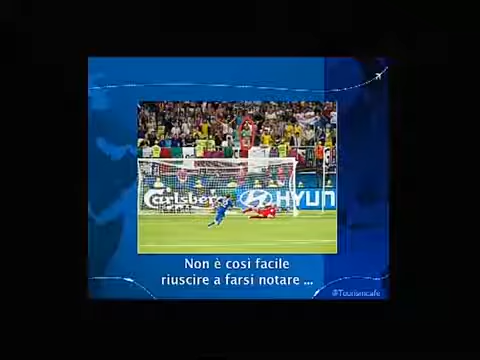 Carlsberg HYUN
Non è così facile
riuscire a farsi notare ...
@Tourismcafe